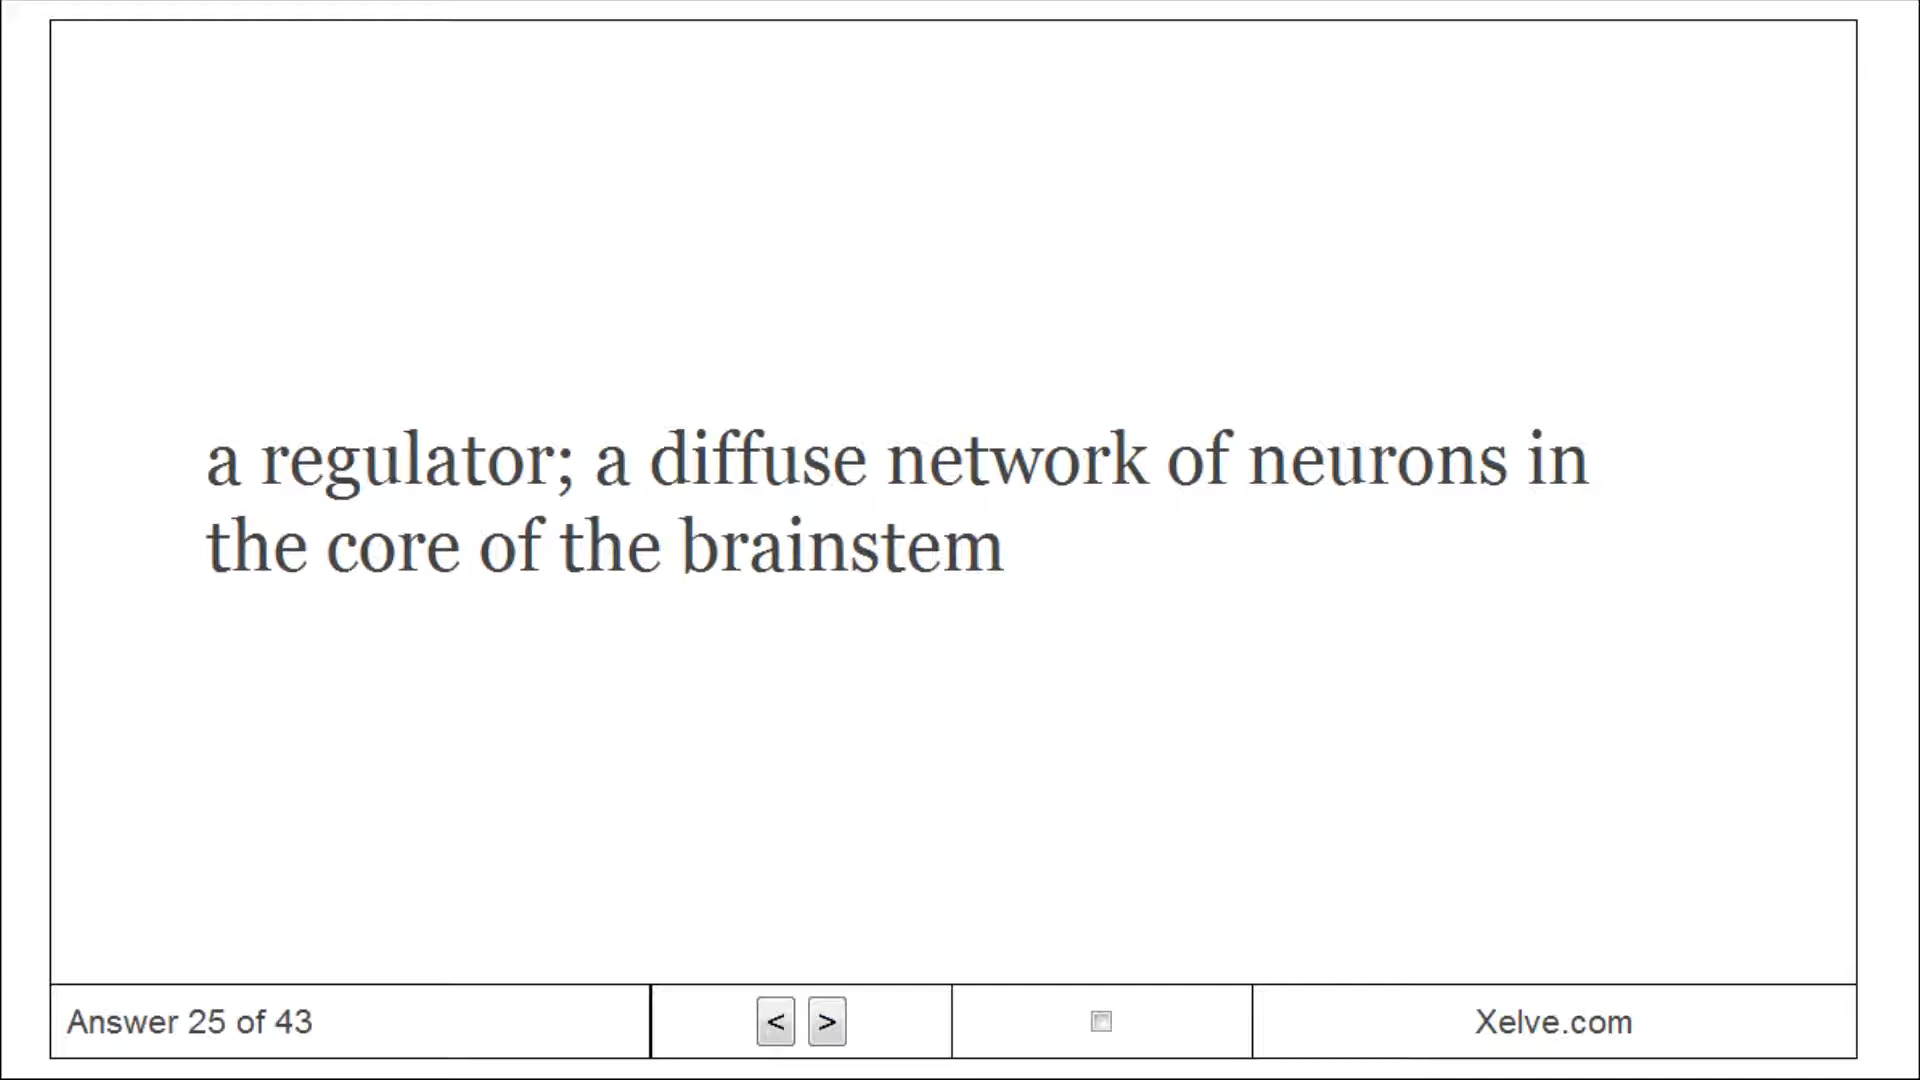 a regulator; a diffuse network of neurons in
the core of the brainstem
Answer 25 of 43
< >
Xelve.com